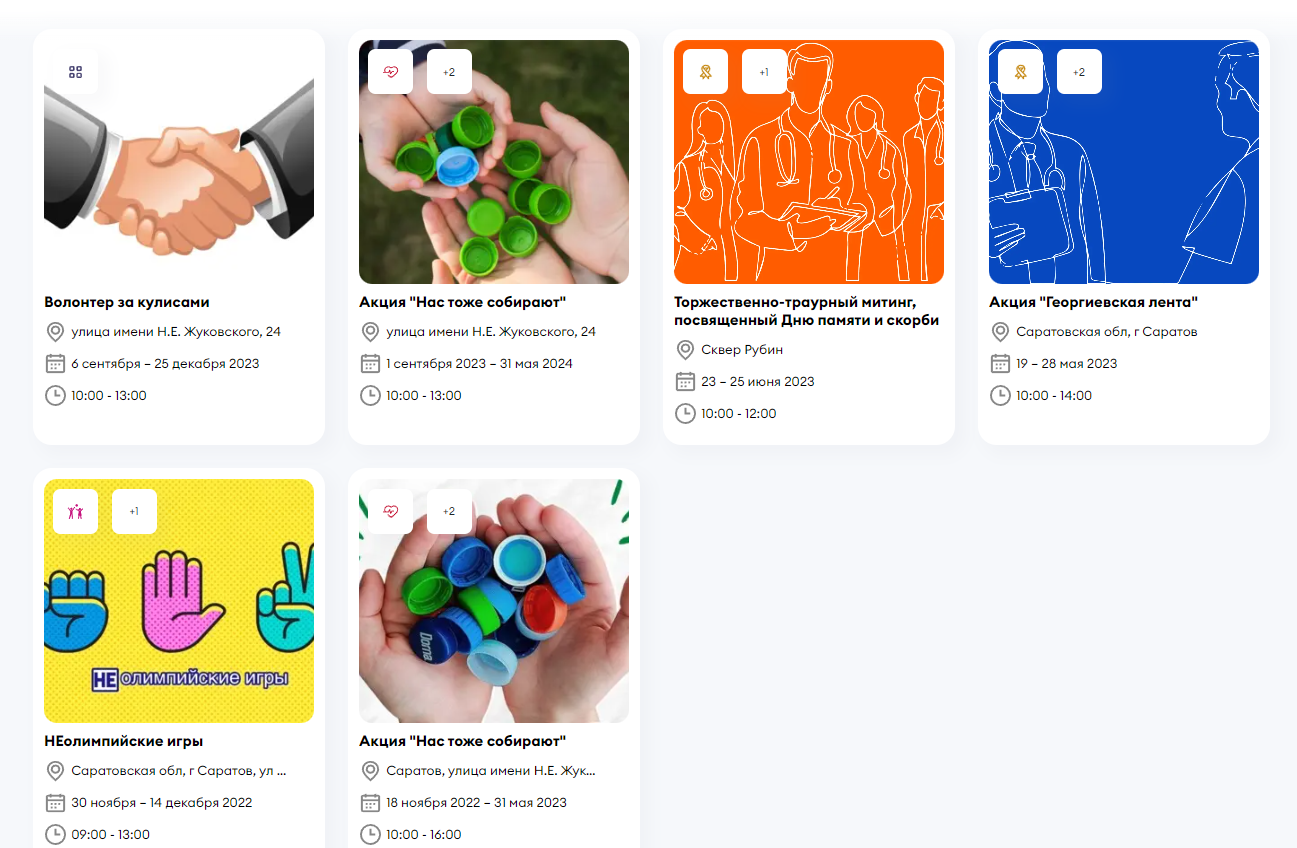 +2
+1
+2
Волонтер за кулисами
улица имени Н.Е. Жуковского, 24
6 сентября – 25 декабря 2023
10:00 - 13:00
Акция "Нас тоже собирают"
улица имени Н.Е. Жуковского, 24
1 сентября 2023 – 31 мая 2024
10:00 - 13:00
Торжественно-траурный митинг,
посвященный Дню памяти и скорби
Сквер Рубин
23 – 25 июня 2023
10:00 - 12:00
Акция "Георгиевская лента"
Саратовская обл, г Саратов
19 – 28 мая 2023
10:00 - 14:00
+1
НЕолимпийские игры
НЕолимпийские игры
Саратовская обл, г Саратов, ул ...
30 ноября – 14 декабря 2022
09:00 - 13:00
+2
Dorna
Акция "Нас тоже собирают"
Саратов, улица имени Н.Е. Жук...
18 ноября 2022 – 31 мая 2023
10:00 - 16:00